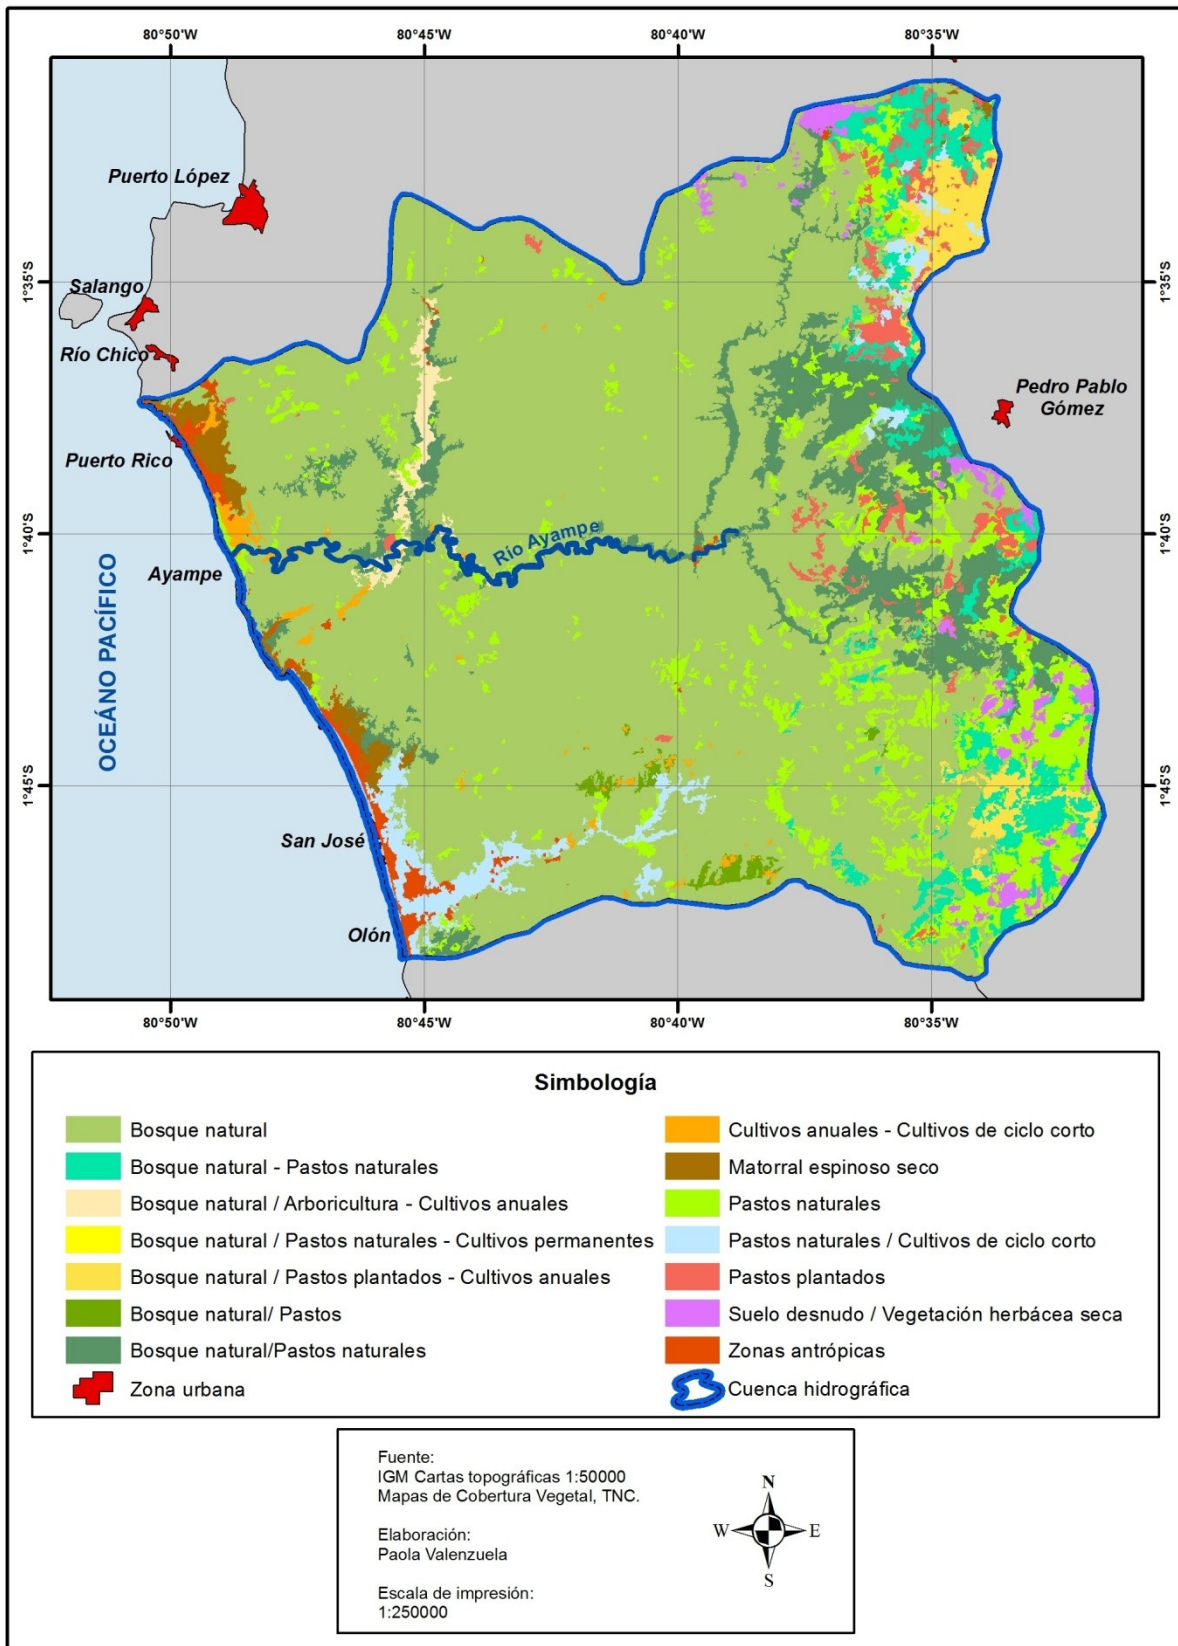 80°50'W 80°45'W 80°40'W 80°35'W
Puerto López
1°35'S 1°35'S
Salango
Río Chico
Pedro Pablo
Gómez
Puerto Rico
1°40'S 1°40'S
Río Ayampe
Ayampe
OCEÁNO PACÍFICO
1°45'S 1°45'S
San José
Olón
80°50'W 80°45'W 80°40'W 80°35'W
Simbología
Bosque natural
Bosque natural - Pastos naturales
Bosque natural / Arboricultura - Cultivos anuales
Bosque natural / Pastos naturales - Cultivos permanentes
Bosque natural / Pastos plantados - Cultivos anuales
Bosque natural/ Pastos
Bosque natural/Pastos naturales
Zona urbana
Cultivos anuales - Cultivos de ciclo corto
Matorral espinoso seco
Pastos naturales
Pastos naturales / Cultivos de ciclo corto
Pastos plantados
Suelo desnudo / Vegetación herbácea seca
Zonas antrópicas
Cuenca hidrográfica
Fuente:
IGM Cartas topográficas 1:50000
Mapas de Cobertura Vegetal, TNC.
Elaboración:
Paola Valenzuela
Escala de impresión:
1:250000
N
W E
S